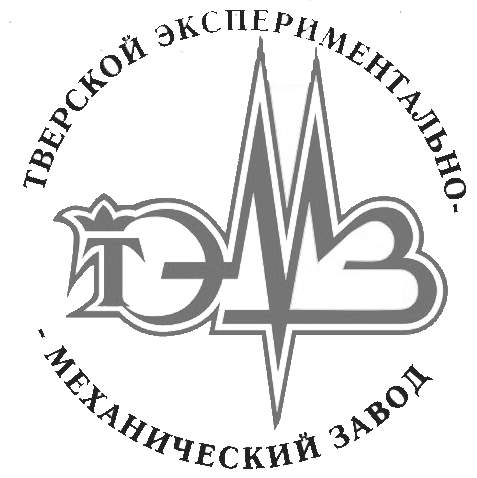 ТВЕРСКОЙ ЭКСПЕРИМЕНТАЛЬНО-
ТЭМЗ
- МЕХАНИЧЕСКИЙ ЗАВОД